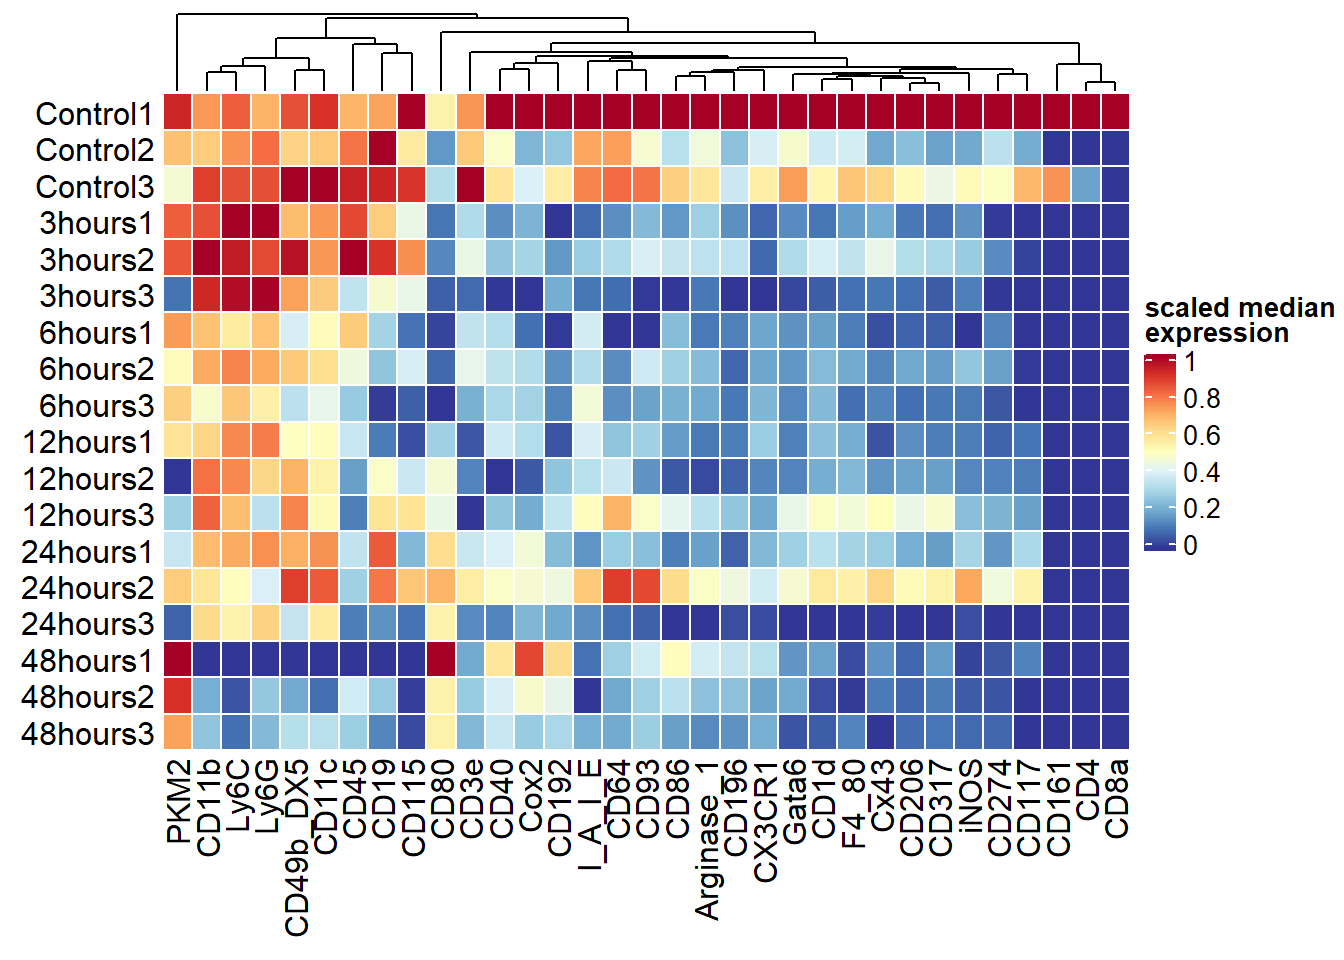 Control1
Control2
Control3
3hours1
3hours2
3hours3
6hours1
6hours2
6hours3
12hours1
12hours2
12hours3
24hours1
24hours2
24hours3
48hours1
48hours2
48hours3
scaled median
expression
1
0.8
0.6
0.4
0.2
0
PKM2
CD11b
Ly6C
Ly6G
CD49b_DX5
CD11c
CD45
CD19
CD115
CD80
CD3e
CD40
Cox2
CD192
I_A_I_E
CD64
CD93
CD86
Arginase_1
CD196
CX3CR1
Gata6
CD1d
F4_80
Cx43
CD206
CD317
iNOS
CD274
CD117
CD161
CD4
CD8a